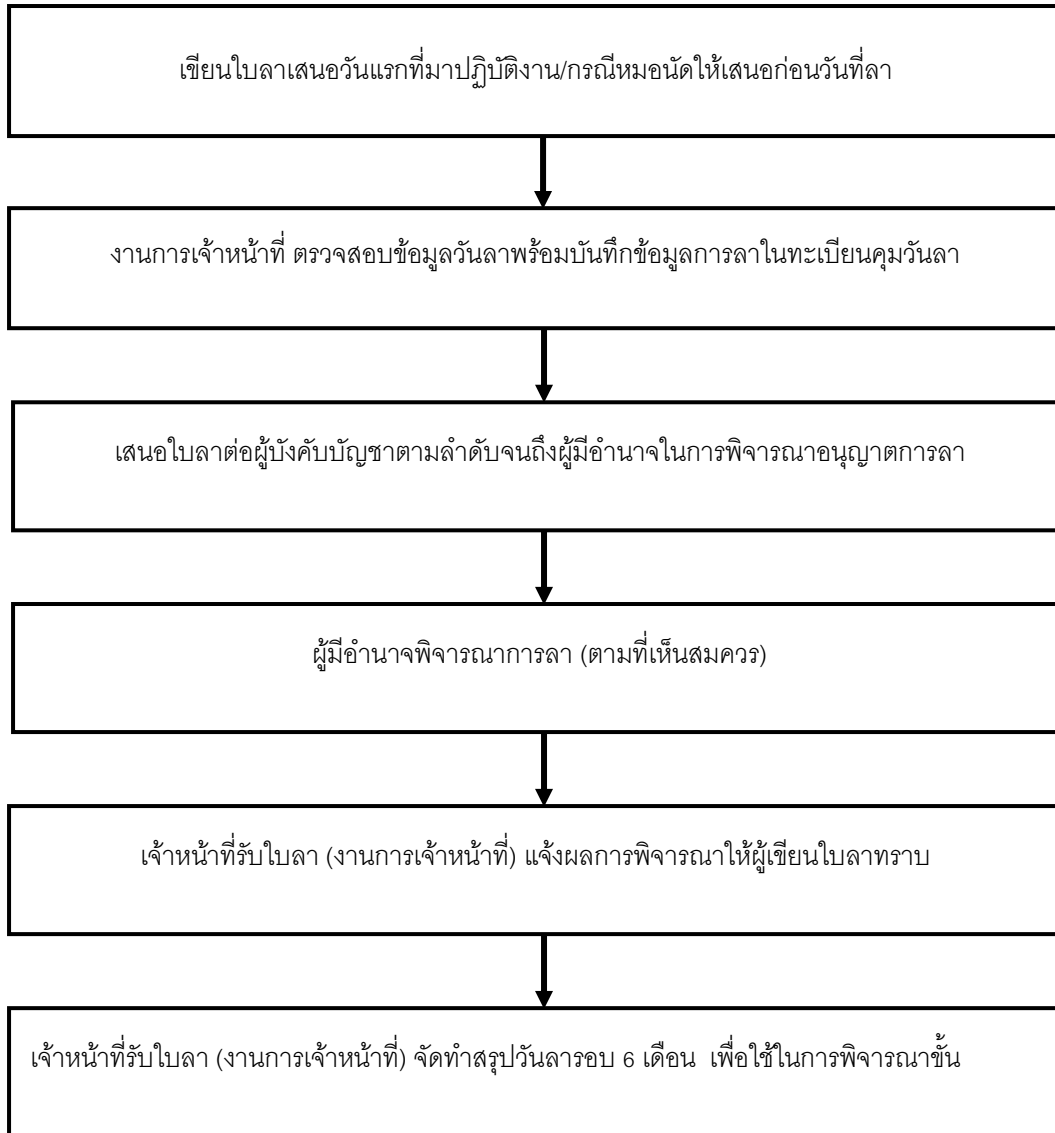 เขียนใบลาเสนอวันแรกที่มาปฏิบัติงาน/กรณีหมอนัดให้เสนอก่อนวันที่ลา
งานการเจ้าหน้าที่ ตรวจสอบข้อมูลวันลาพร้อมบันทึกข้อมูลการลาในทะเบียนคุมวันลา
เสนอใบลาต่อผู้บังคับบัญชาตามลำดับจนถึงผู้มีอำนาจในการพิจารณาอนุญาตการลา
ผู้มีอำนาจพิจารณาการลา (ตามที่เห็นสมควร)
เจ้าหน้าที่รับใบลา (งานการเจ้าหน้าที่) แจ้งผลการพิจารณาให้ผู้เขียนใบลาทราบ
เจ้าหน้าที่รับใบลา (งานการเจ้าหน้าที่) จัดทำสรุปวันลารอบ 6 เดือน เพื่อใช้ในการพิจารณาขั้น